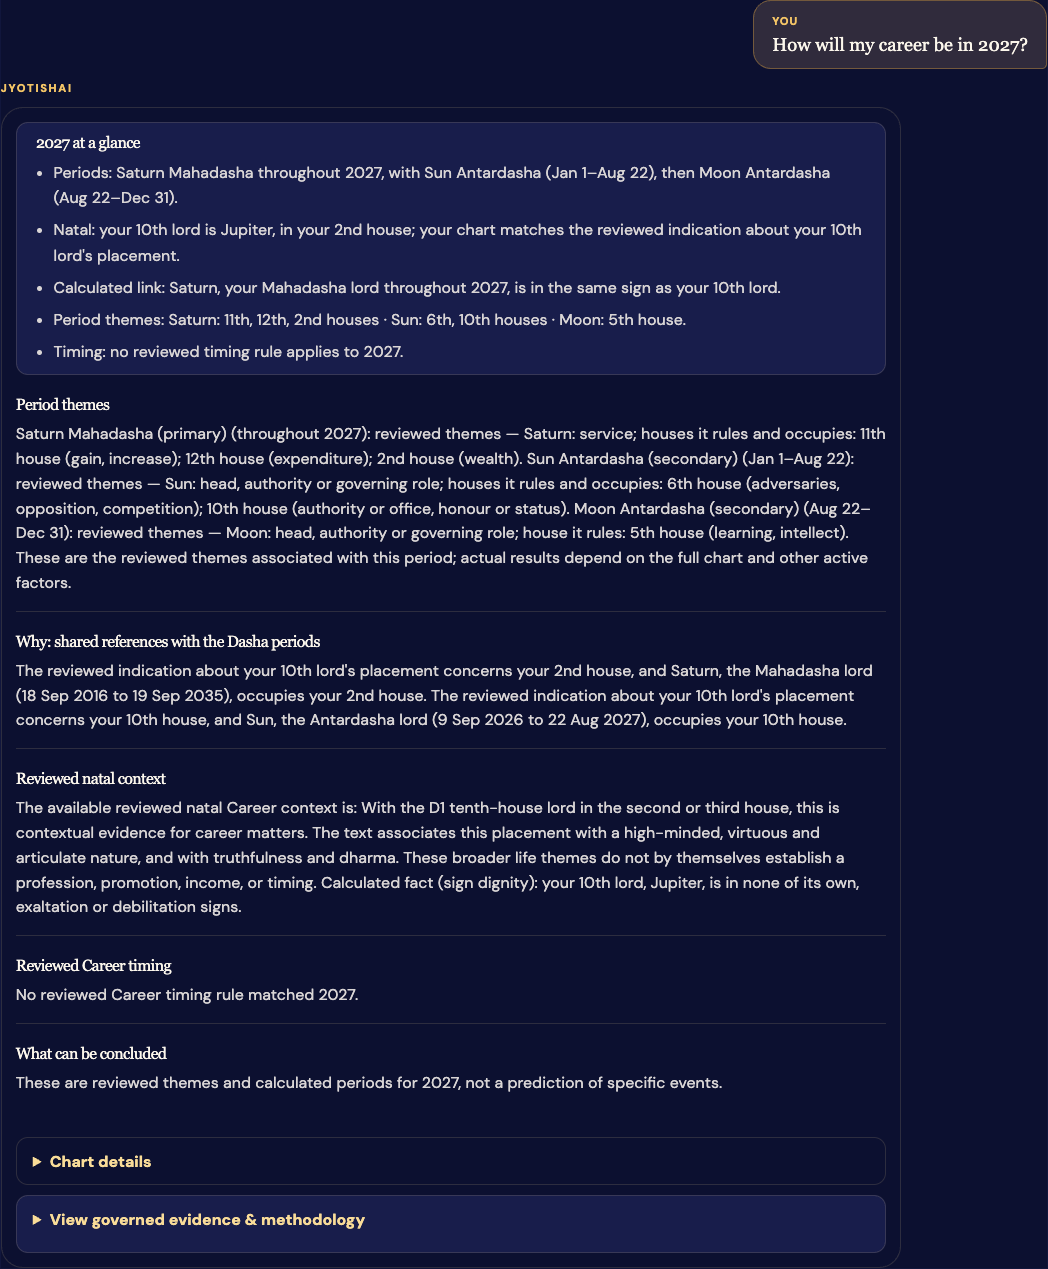 YOU
How will my career be in 2027?
JYOTISHAI
2027 at a glance
• Periods: Saturn Mahadasha throughout 2027, with Sun Antardasha (Jan 1–Aug 22), then Moon Antardasha
(Aug 22–Dec 31).
• Natal: your 10th lord is Jupiter, in your 2nd house; your chart matches the reviewed indication about your 10th
lord's placement.
• Calculated link: Saturn, your Mahadasha lord throughout 2027, is in the same sign as your 10th lord.
• Period themes: Saturn: 11th, 12th, 2nd houses · Sun: 6th, 10th houses · Moon: 5th house.
• Timing: no reviewed timing rule applies to 2027.
Period themes
Saturn Mahadasha (primary) (throughout 2027): reviewed themes — Saturn: service; houses it rules and occupies: 11th
house (gain, increase); 12th house (expenditure); 2nd house (wealth). Sun Antardasha (secondary) (Jan 1–Aug 22):
reviewed themes — Sun: head, authority or governing role; houses it rules and occupies: 6th house (adversaries,
opposition, competition); 10th house (authority or office, honour or status). Moon Antardasha (secondary) (Aug 22–
Dec 31): reviewed themes — Moon: head, authority or governing role; house it rules: 5th house (learning, intellect).
These are the reviewed themes associated with this period; actual results depend on the full chart and other active
factors.
Why: shared references with the Dasha periods
The reviewed indication about your 10th lord's placement concerns your 2nd house, and Saturn, the Mahadasha lord
(18 Sep 2016 to 19 Sep 2035), occupies your 2nd house. The reviewed indication about your 10th lord's placement
concerns your 10th house, and Sun, the Antardasha lord (9 Sep 2026 to 22 Aug 2027), occupies your 10th house.
Reviewed natal context
The available reviewed natal Career context is: With the D1 tenth-house lord in the second or third house, this is
contextual evidence for career matters. The text associates this placement with a high-minded, virtuous and
articulate nature, and with truthfulness and dharma. These broader life themes do not by themselves establish a
profession, promotion, income, or timing. Calculated fact (sign dignity): your 10th lord, Jupiter, is in none of its own,
exaltation or debilitation signs.
Reviewed Career timing
No reviewed Career timing rule matched 2027.
What can be concluded
These are reviewed themes and calculated periods for 2027, not a prediction of specific events.
▶ Chart details
▶ View governed evidence & methodology